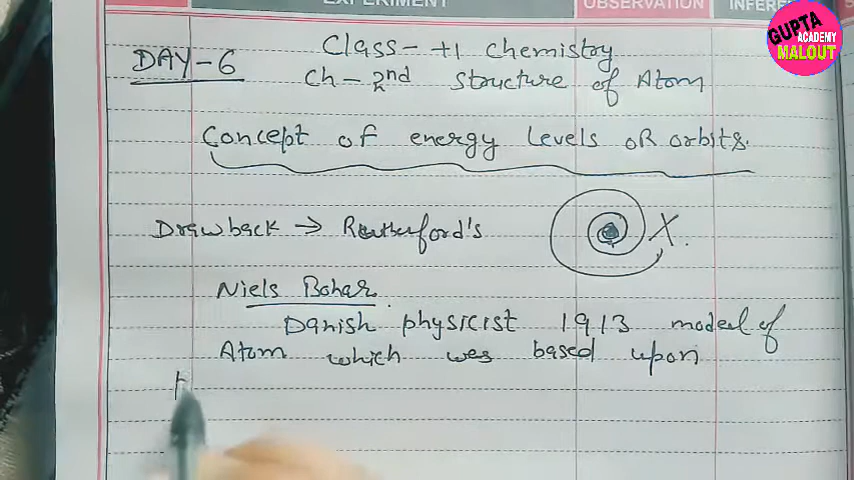 EXPERIMENT OBSERVATION INFERE
GUPTA
ACADEMY
MALOUT
DAY-6 Class- +1 Chemistry
Ch- 2nd Structure of Atom
Concept of energy Levels OR orbits.
Drawback → Rutherford's X.
Niels Bohar.
Danish physicist 1913 model of
Atom which was based upon